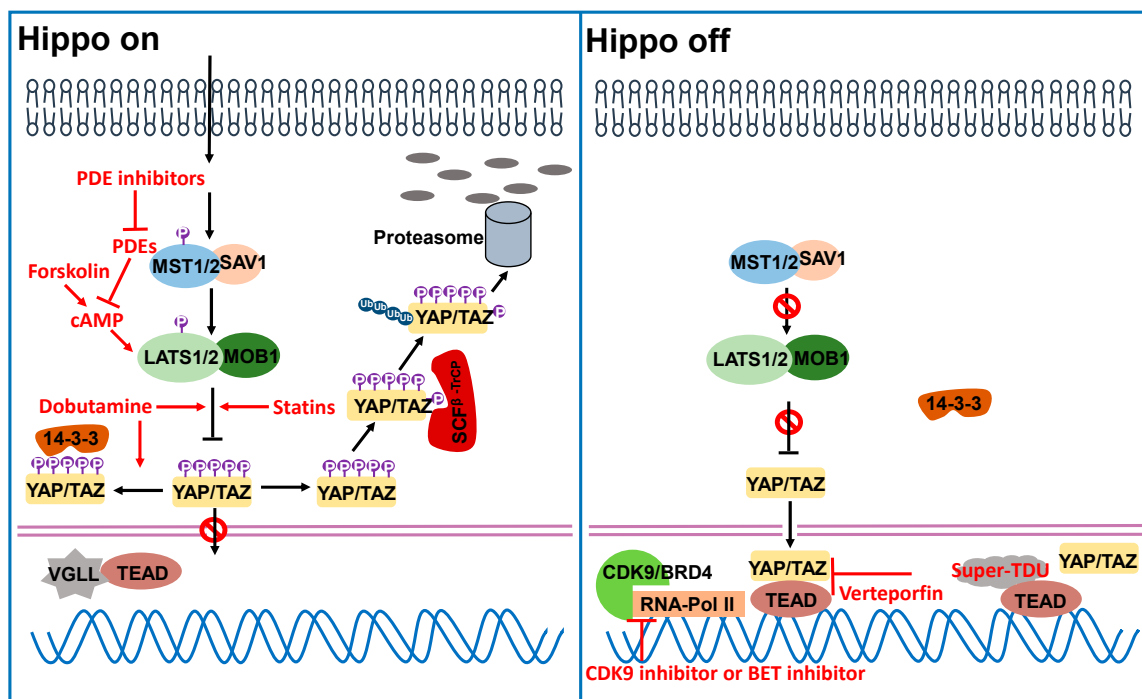 Hippo on
PDE inhibitors
PDEs
Forskolin
cAMP
P
MST1/2
SAV1
P
LATS1/2
MOB1
Dobutamine
Statins
14-3-3
P P P P P
YAP/TAZ
P P P P P
YAP/TAZ
P P P P P
YAP/TAZ
P P P P P
YAP/TAZ
P
SCFβ-TrCP
P P P P P
Ub Ub Ub Ub
YAP/TAZ
P
Proteasome
VGLL
TEAD
Hippo off
MST1/2
SAV1
LATS1/2
MOB1
14-3-3
YAP/TAZ
CDK9/BRD4
RNA-Pol II
YAP/TAZ
TEAD
Verteporfin
Super-TDU
TEAD
YAP/TAZ
CDK9 inhibitor or BET inhibitor